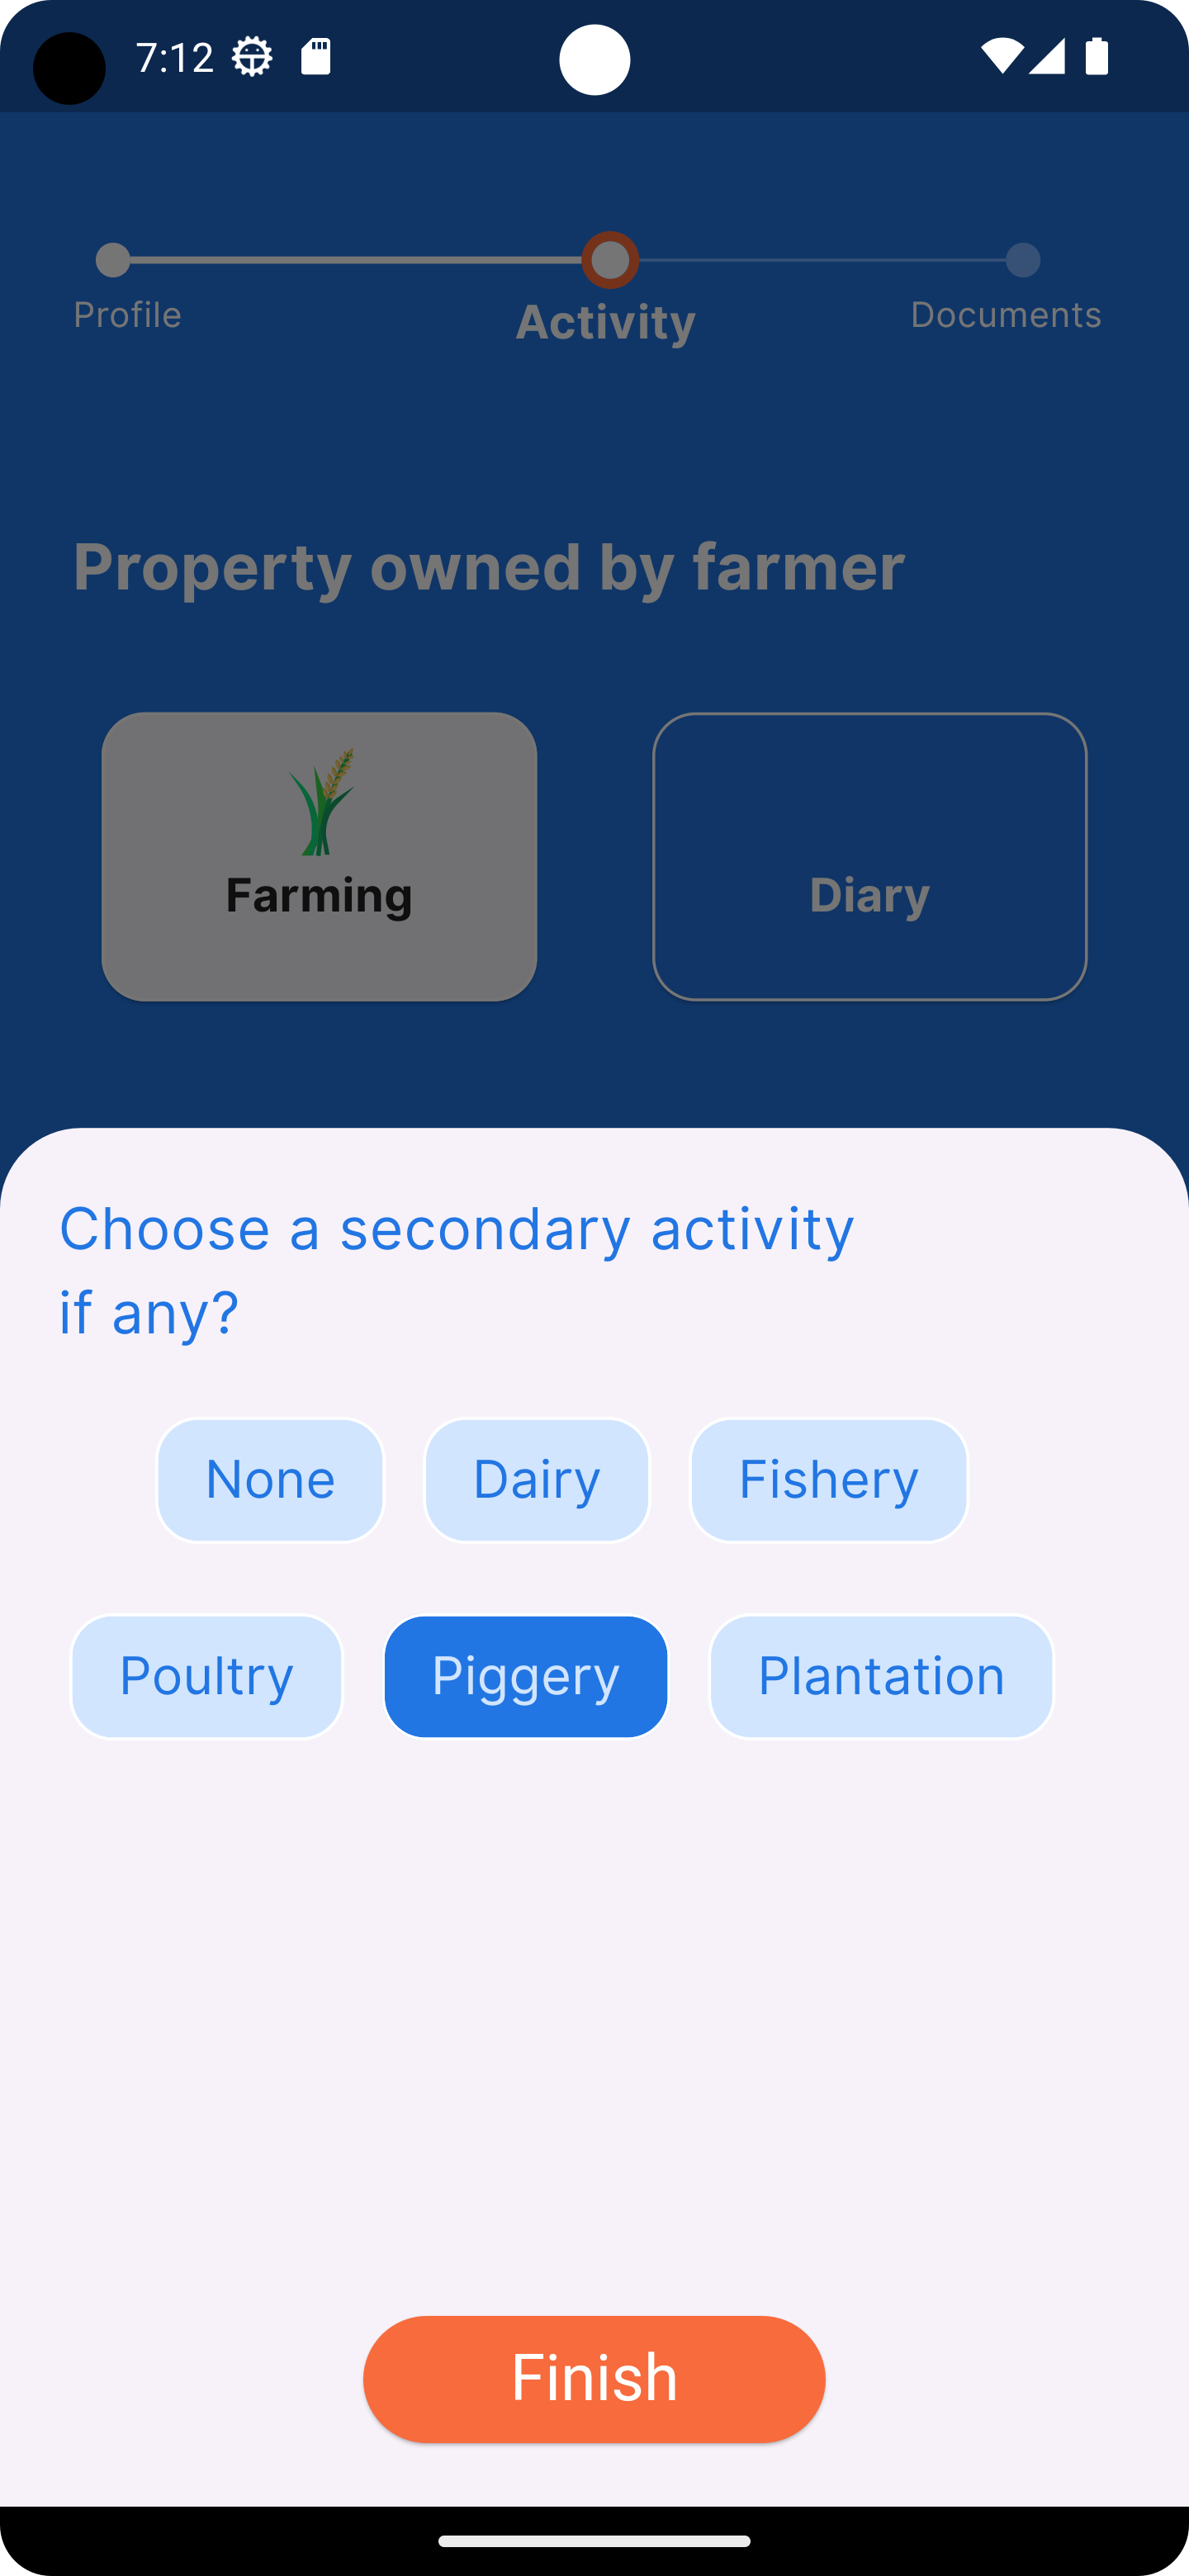 7:12
Profile
Activity
Documents
Property owned by farmer
Farming
Diary
Choose a secondary activity
if any?
None Dairy Fishery
Poultry Piggery Plantation
Finish